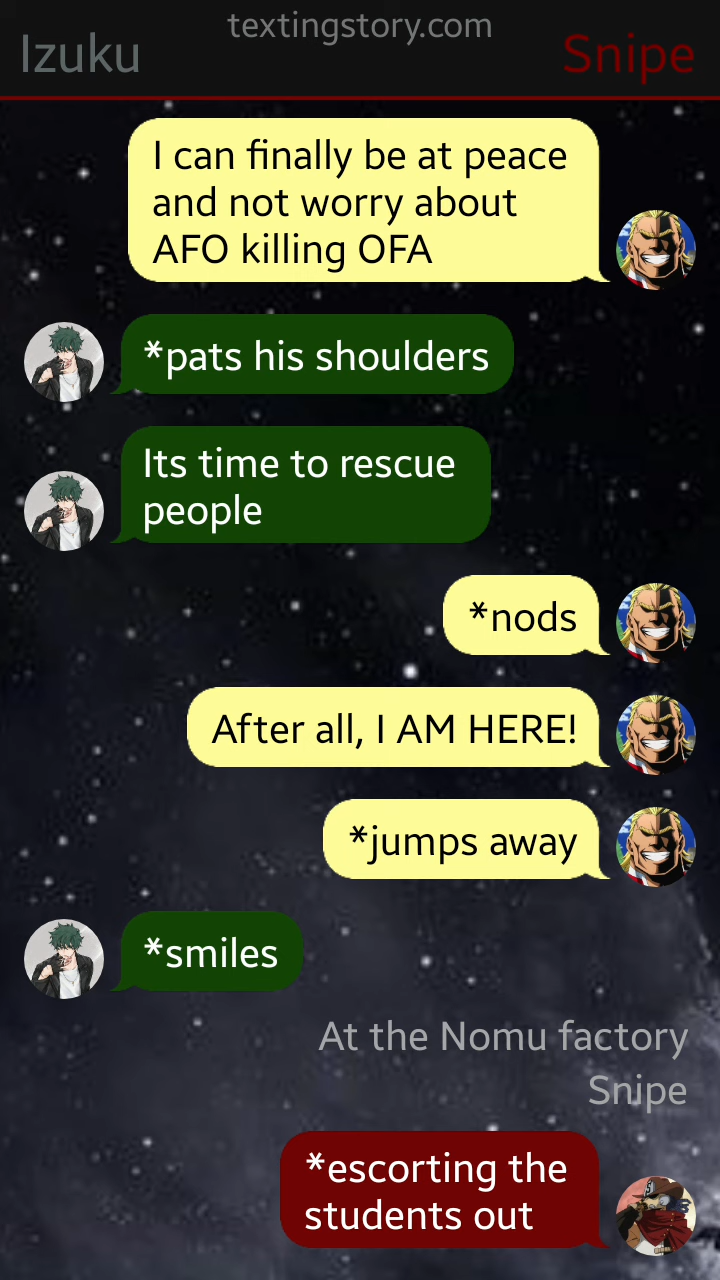 textingstory.com
Izuku
Snipe
I can finally be at peace
and not worry about
AFO killing OFA
*pats his shoulders
Its time to rescue
people
*nods
After all, I AM HERE!
*jumps away
*smiles
At the Nomu factory
Snipe
*escorting the
students out